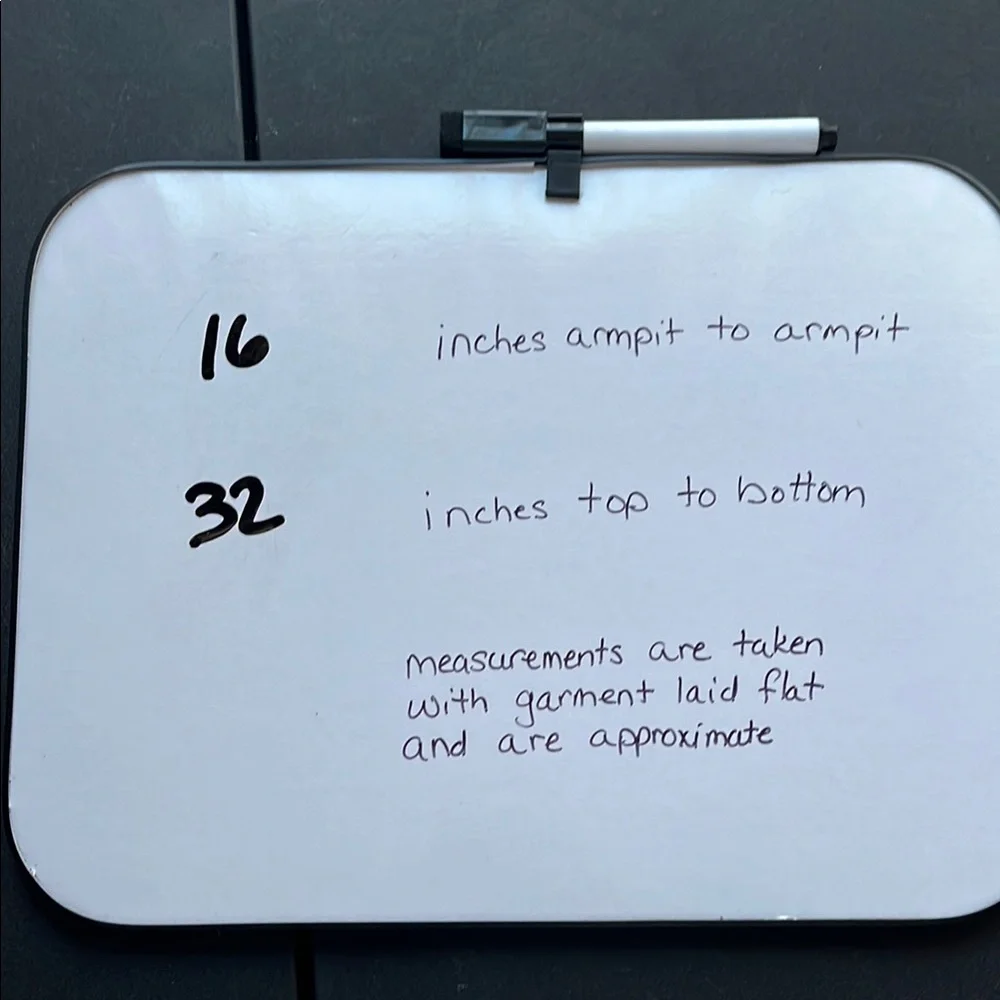 16 inches armpit to armpit
32 inches top to bottom
measurements are taken
with garment laid flat
and are approximate